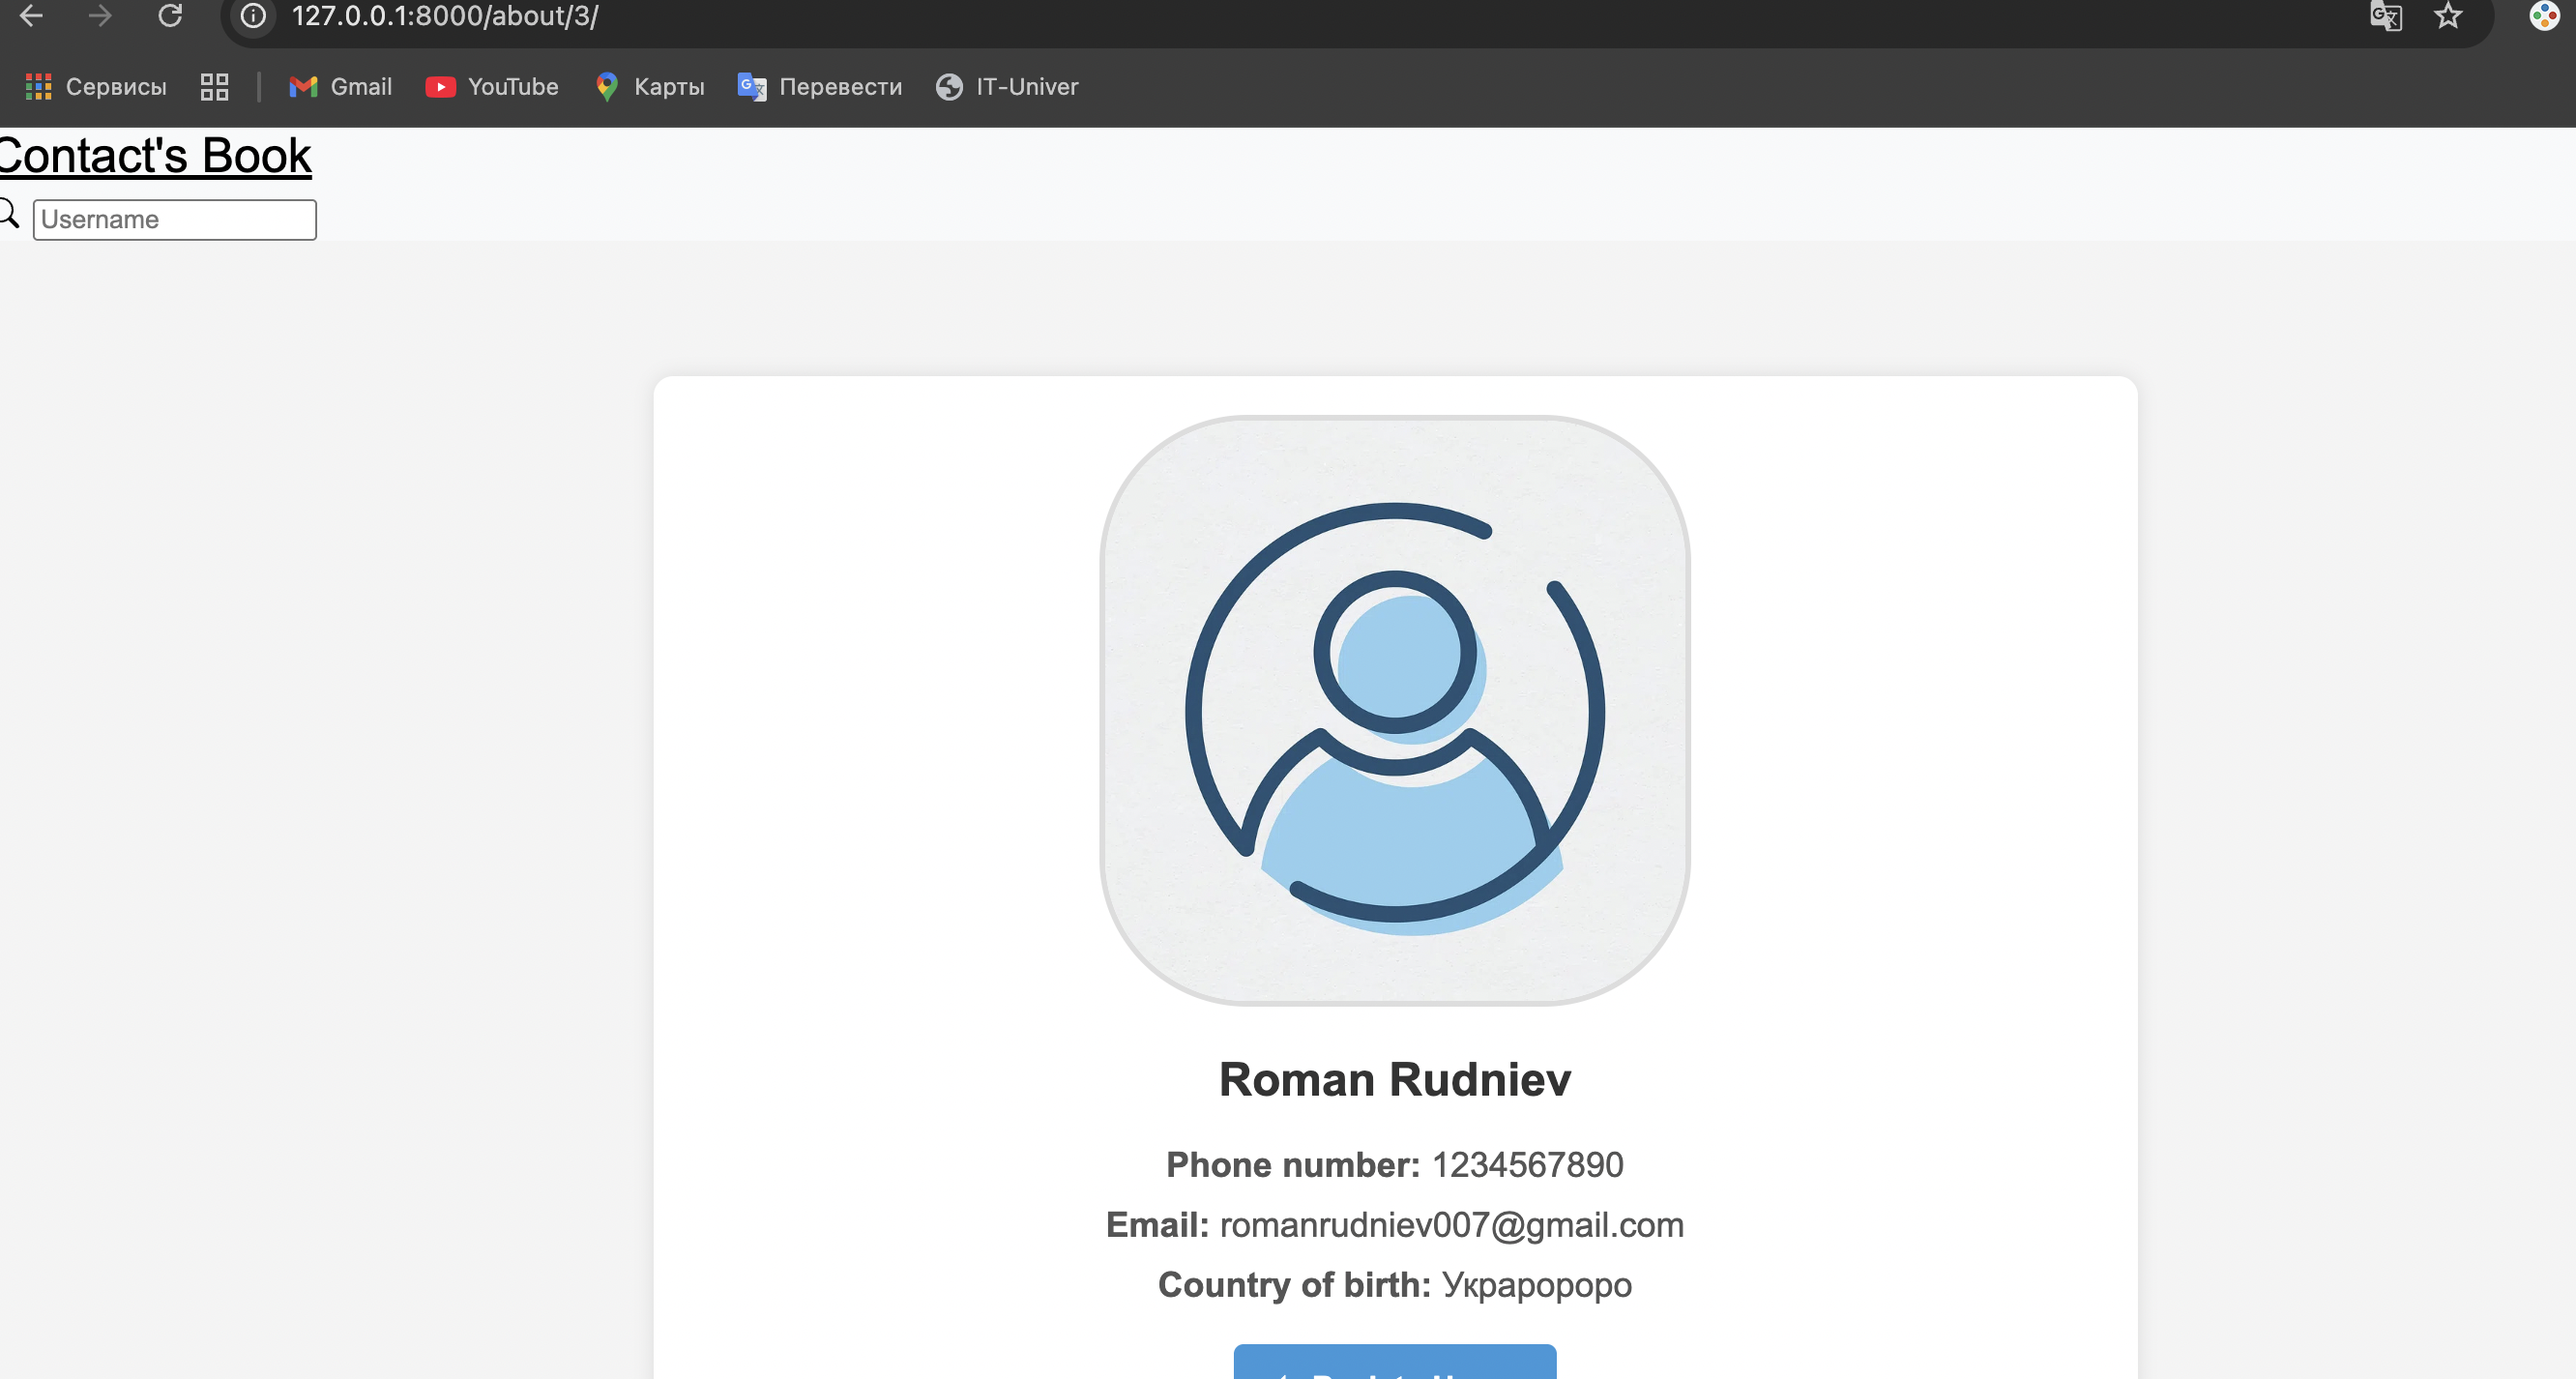 127.0.0.1:8000/about/3/
Сервисы Gmail YouTube Карты Перевести IT-Univer
Contact's Book
Username
Roman Rudniev
Phone number: 1234567890
Email: romanrudniev007@gmail.com
Country of birth: Украророро